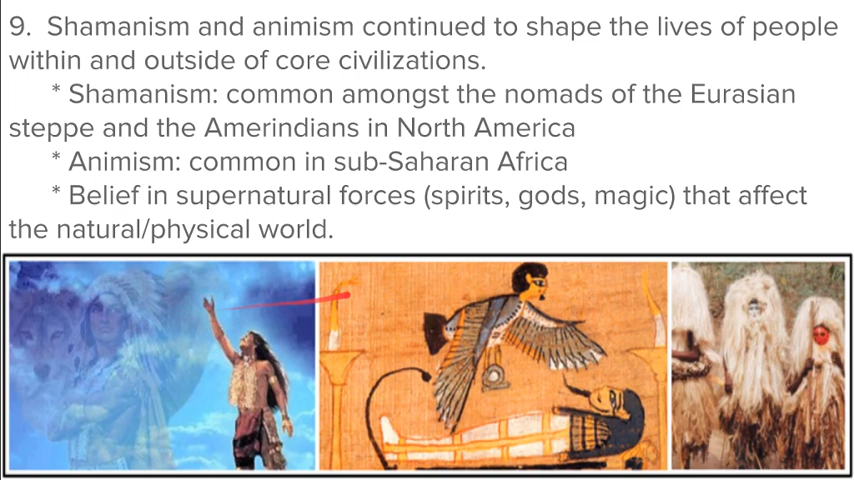 9. Shamanism and animism continued to shape the lives of people
within and outside of core civilizations.
* Shamanism: common amongst the nomads of the Eurasian
steppe and the Amerindians in North America
* Animism: common in sub-Saharan Africa
* Belief in supernatural forces (spirits, gods, magic) that affect
the natural/physical world.